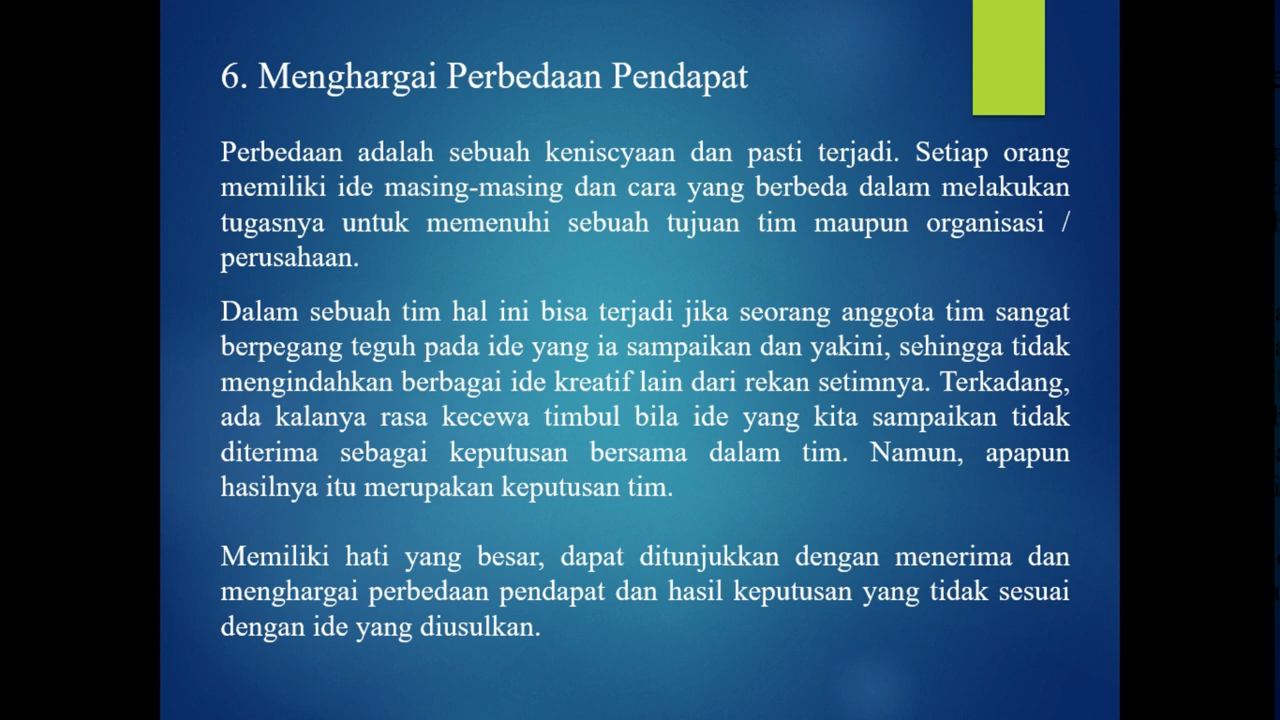 6. Menghargai Perbedaan Pendapat
Perbedaan adalah sebuah keniscyaan dan pasti terjadi. Setiap orang
memiliki ide masing-masing dan cara yang berbeda dalam melakukan
tugasnya untuk memenuhi sebuah tujuan tim maupun organisasi /
perusahaan.
Dalam sebuah tim hal ini bisa terjadi jika seorang anggota tim sangat
berpegang teguh pada ide yang ia sampaikan dan yakini, sehingga tidak
mengindahkan berbagai ide kreatif lain dari rekan setimnya. Terkadang,
ada kalanya rasa kecewa timbul bila ide yang kita sampaikan tidak
diterima sebagai keputusan bersama dalam tim. Namun, apapun
hasilnya itu merupakan keputusan tim.
Memiliki hati yang besar, dapat ditunjukkan dengan menerima dan
menghargai perbedaan pendapat dan hasil keputusan yang tidak sesuai
dengan ide yang diusulkan.